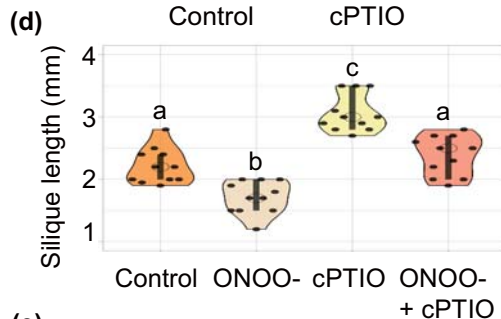 (d) Control cPTIO
Silique length (mm)
4
3
2
1
a
b
c
a
Control ONOO- cPTIO ONOO-
+ cPTIO